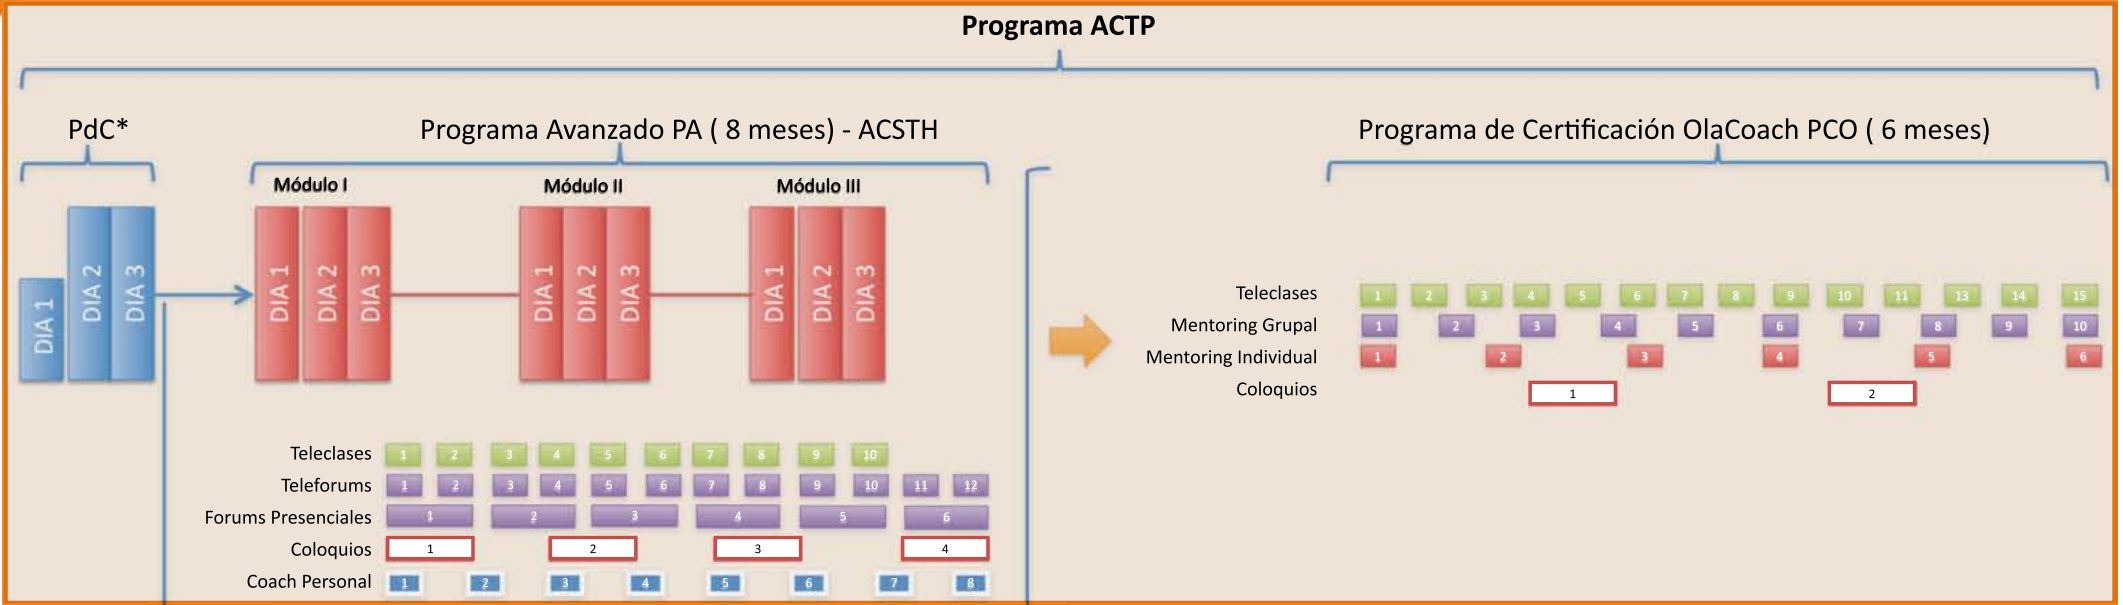 Programa ACTP
PdC*
Programa Avanzado PA ( 8 meses) - ACSTH
Programa de Certificación OlaCoach PCO ( 6 meses)
Módulo I
Módulo II
Módulo III
DIA 1
DIA 2
DIA 3
DIA 1
DIA 2
DIA 3
DIA 1
DIA 2
DIA 3
DIA 1
DIA 2
DIA 3
Teleclases 1 2 3 4 5 6 7 8 9 10
Teleforums 1 2 3 4 5 6 7 8 9 10 11 12
Forums Presenciales 1 2 3 4 5 6
Coloquios 1 2 3 4
Coach Personal 1 2 3 4 5 6 7 8
Teleclases 1 2 3 4 5 6 7 8 9 10 11 13 14 15
Mentoring Grupal 1 2 3 4 5 6 7 8 9 10
Mentoring Individual 1 2 3 4 5 6
Coloquios 1 2